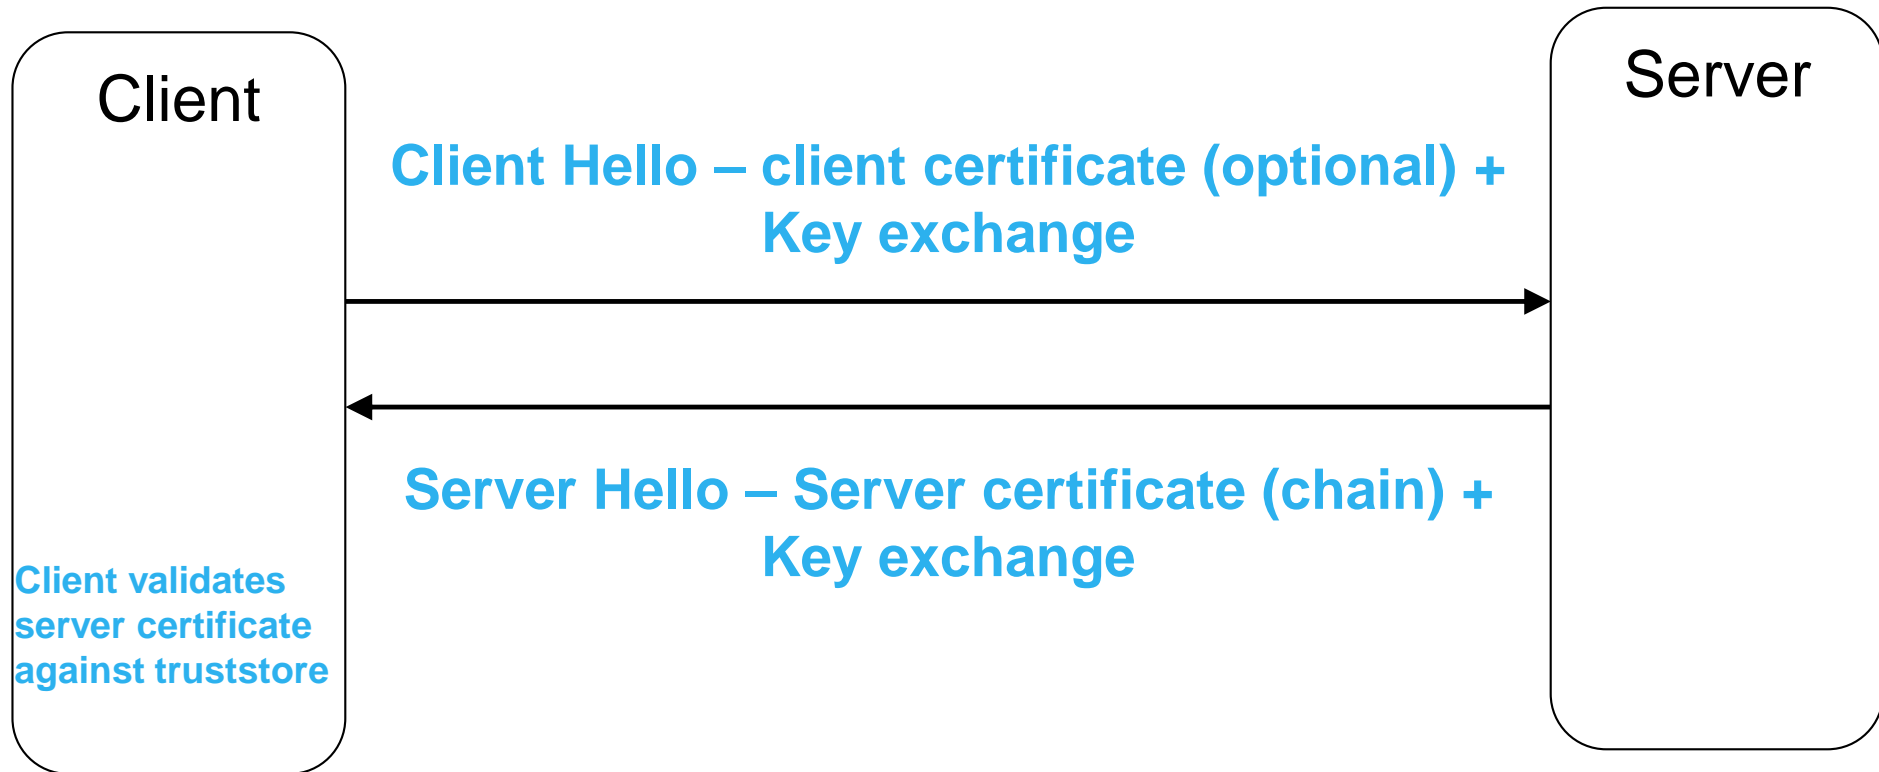 Client
Server
Client Hello – client certificate (optional) +
Key exchange
Server Hello – Server certificate (chain) +
Key exchange
Client validates
server certificate
against truststore